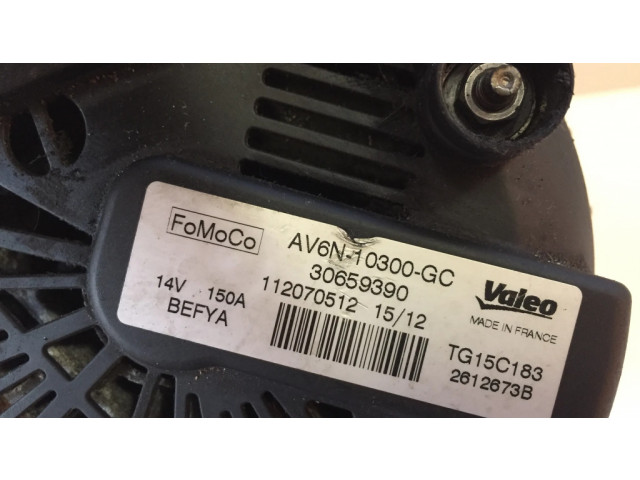 FoMoCo
AV6N-10300-GC
30659390
14V 150A
112070512 15/12
BEFYA
Valeo
MADE IN FRANCE
TG15C183
2612673B